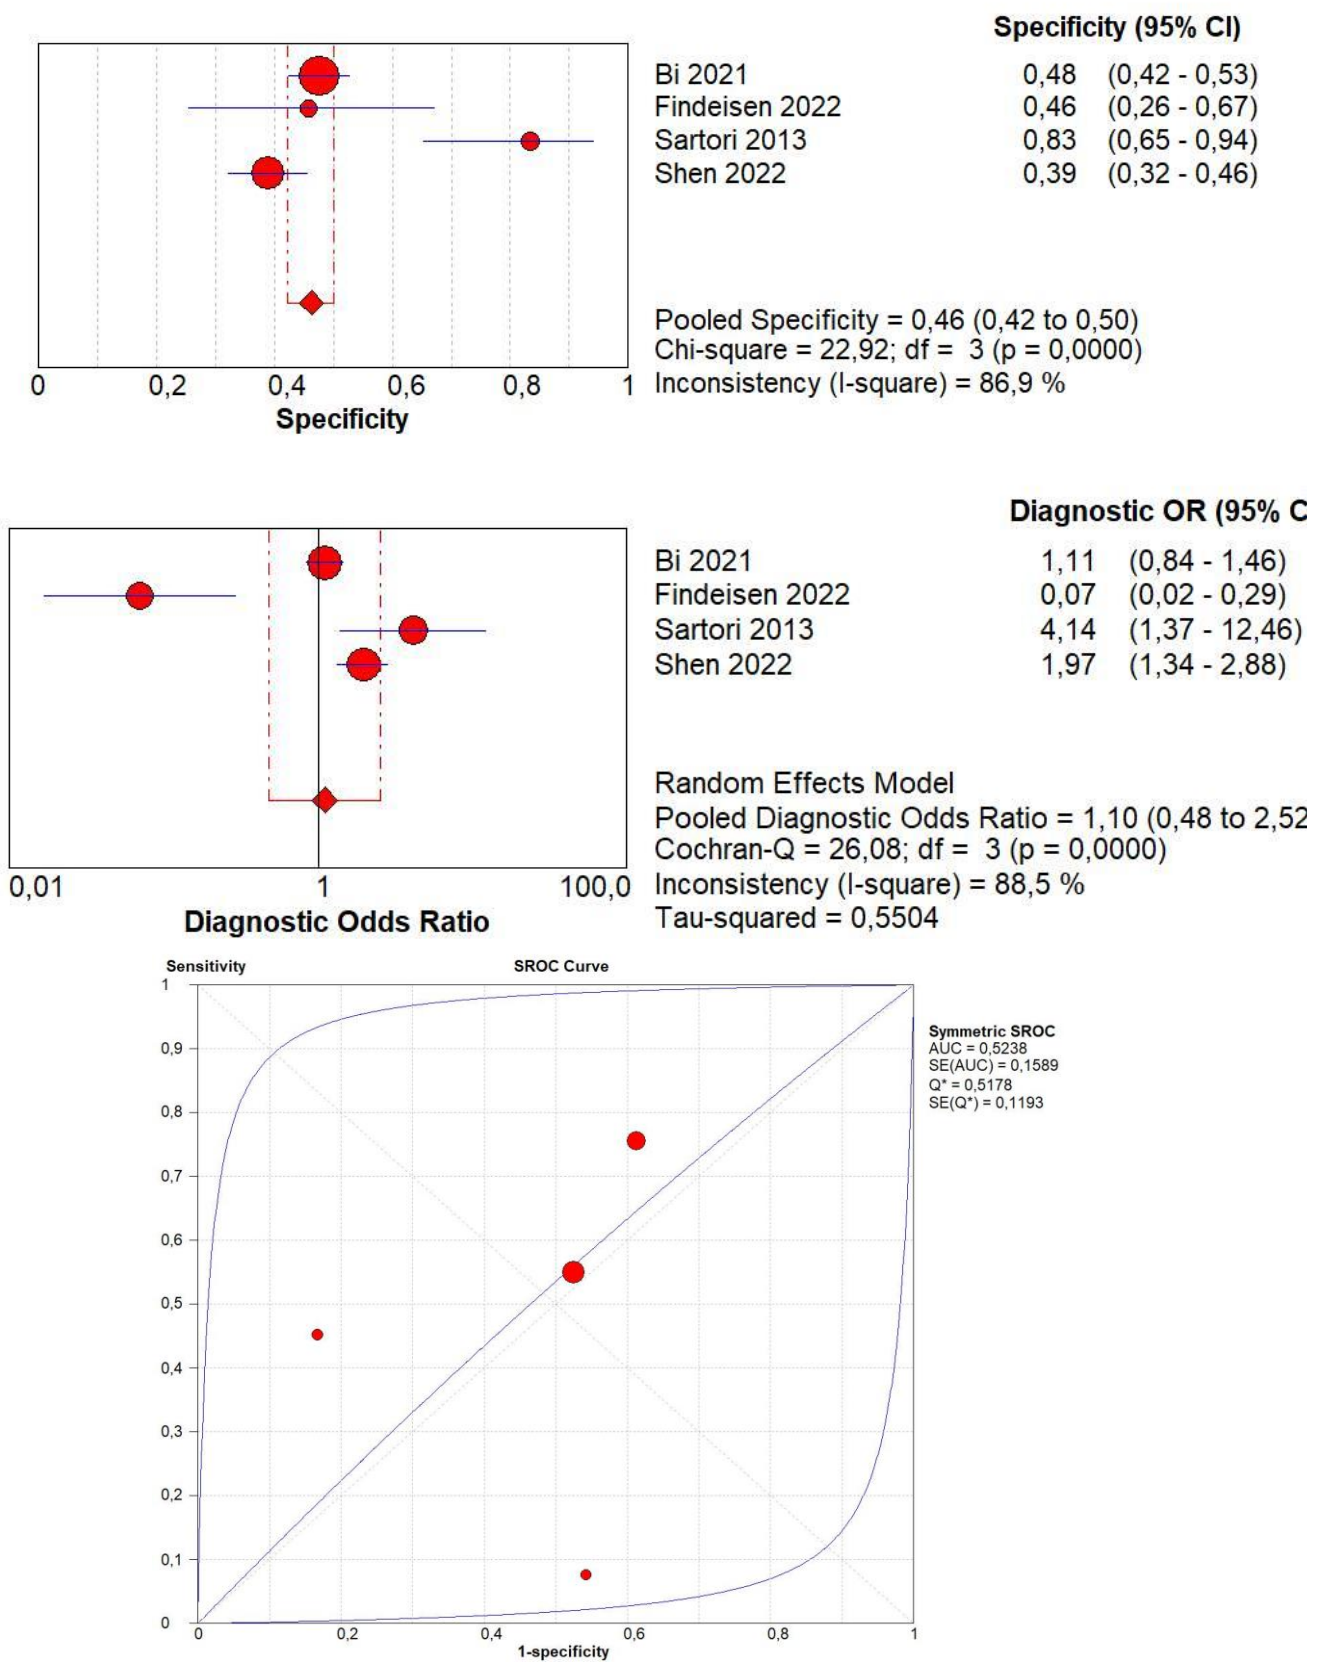 Specificity (95% CI)
Bi 2021 0,48 (0,42 - 0,53)
Findeisen 2022 0,46 (0,26 - 0,67)
Sartori 2013 0,83 (0,65 - 0,94)
Shen 2022 0,39 (0,32 - 0,46)
Pooled Specificity = 0,46 (0,42 to 0,50)
Chi-square = 22,92; df = 3 (p = 0,0000)
Inconsistency (I-square) = 86,9 %
0 0,2 0,4 0,6 0,8 1
Specificity
Diagnostic OR (95% C
Bi 2021 1,11 (0,84 - 1,46)
Findeisen 2022 0,07 (0,02 - 0,29)
Sartori 2013 4,14 (1,37 - 12,46)
Shen 2022 1,97 (1,34 - 2,88)
Random Effects Model
Pooled Diagnostic Odds Ratio = 1,10 (0,48 to 2,52
Cochran-Q = 26,08; df = 3 (p = 0,0000)
Inconsistency (I-square) = 88,5 %
Tau-squared = 0,5504
0,01 1 100,0
Diagnostic Odds Ratio
Sensitivity SROC Curve
1
0,9
0,8
0,7
0,6
0,5
0,4
0,3
0,2
0,1
0
Symmetric SROC
AUC = 0,5238
SE(AUC) = 0,1589
Q* = 0,5178
SE(Q*) = 0,1193
0 0,2 0,4 0,6 0,8 1
1-specificity